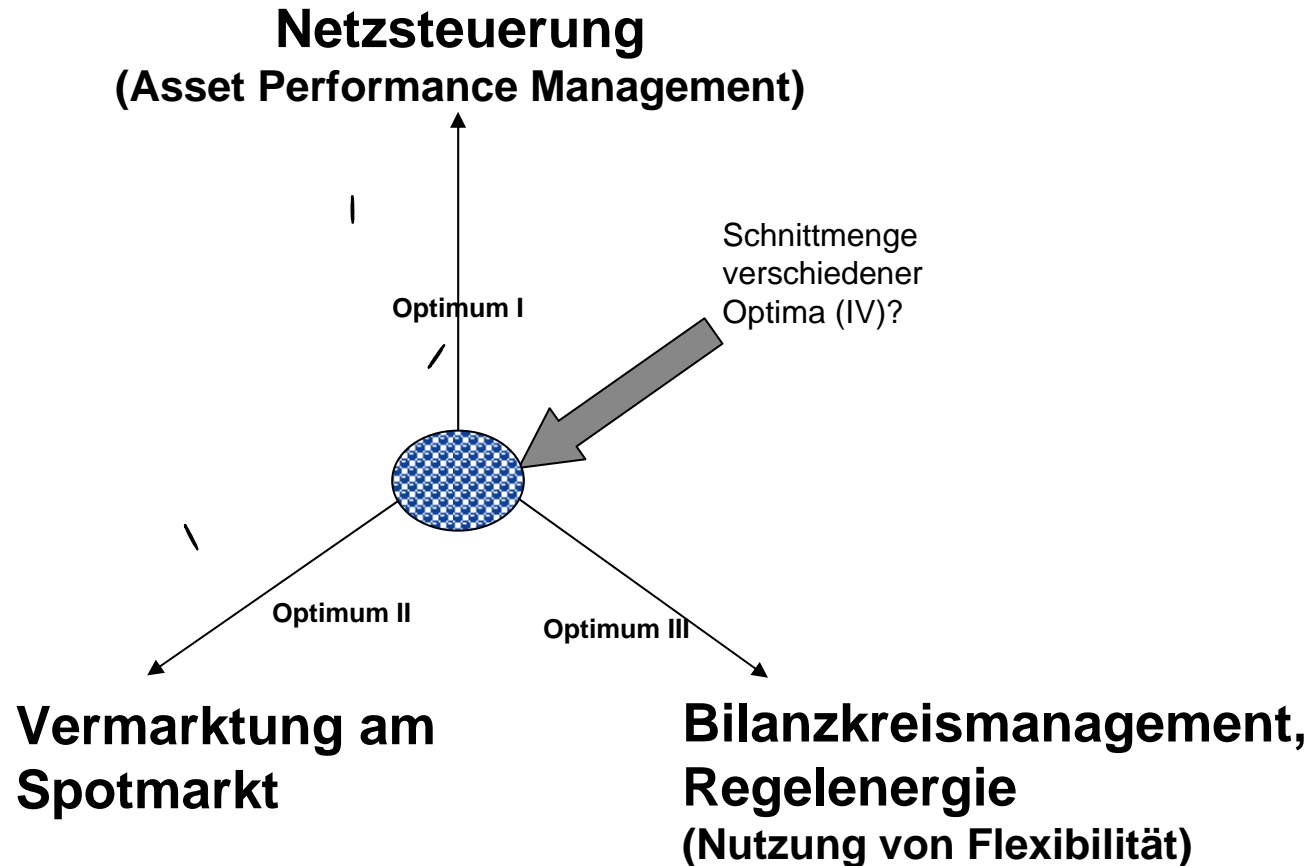 Netzsteuerung
(Asset Performance Management)
Schnittmenge
verschiedener
Optima (IV)?
Optimum I
Optimum II
Optimum III
Vermarktung am
Spotmarkt
Bilanzkreismanagement,
Regelenergie
(Nutzung von Flexibilität)